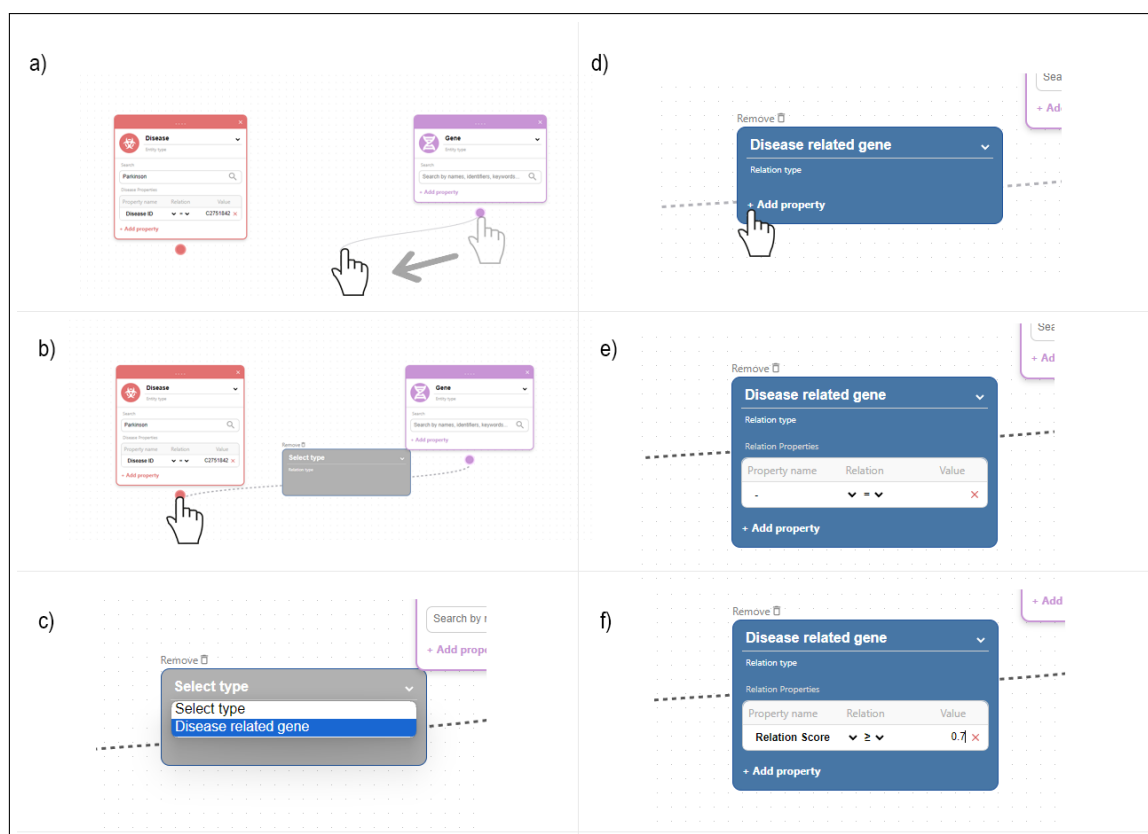 a)
....
×
Disease
Entity type
Search
Parkinson
Disease Properties
Property name Relation Value
Disease ID = C2751842 ×
+ Add property
....
×
Gene
Entity type
Search
Search by names, identifiers, keywords...
+ Add property
b)
....
×
Disease
Entity type
Search
Parkinson
Disease Properties
Property name Relation Value
Disease ID = C2751842 ×
+ Add property
Remove
Select type
Relation type
....
×
Gene
Entity type
Search
Search by names, identifiers, keywords...
+ Add property
c)
Search by r
+ Add prope
Remove
Select type
Select type
Disease related gene
d)
Sea
+ Ad
Remove
Disease related gene
Relation type
+ Add property
e)
Sea
+ Ad
Remove
Disease related gene
Relation type
Relation Properties
Property name Relation Value
- = ×
+ Add property
f)
+ Add
Remove
Disease related gene
Relation type
Relation Properties
Property name Relation Value
Relation Score ≥ 0.7 ×
+ Add property